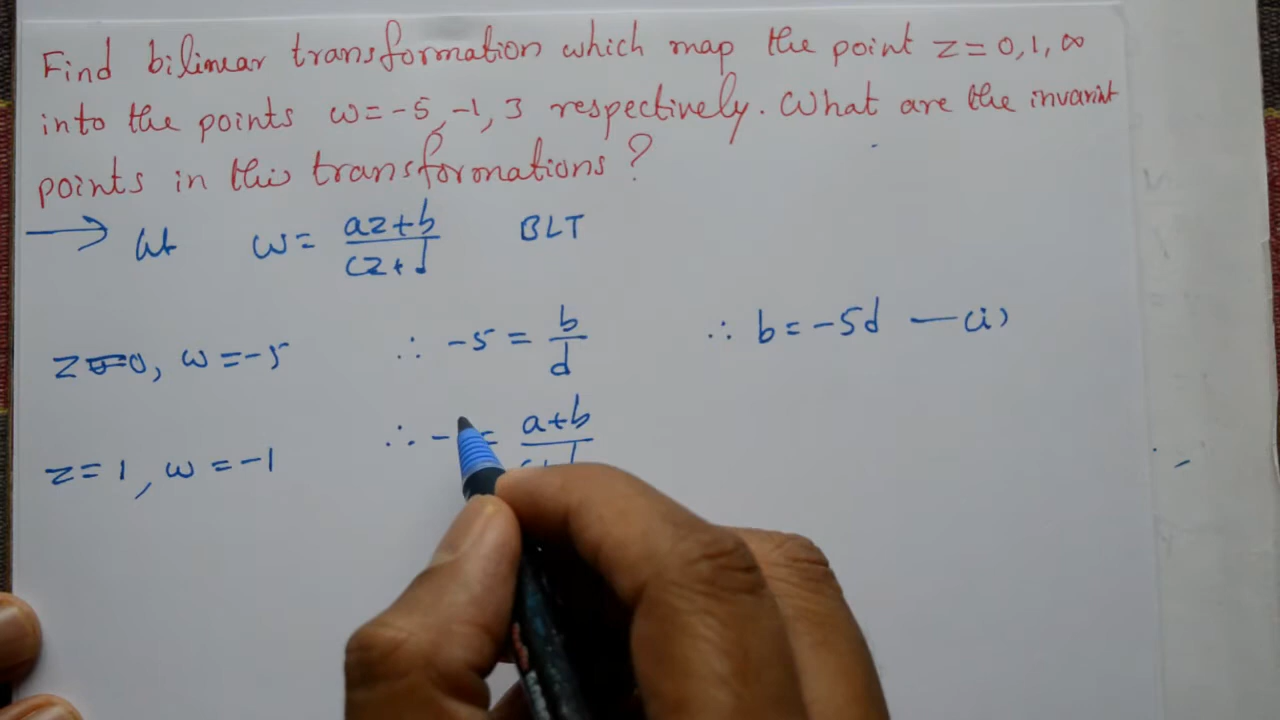 Find bilinear transformation which map the point z=0,1,∞
into the points w=-5,-1,3 respectively. What are the invarint
points in this transformations?
→ Let w= az+b/cz+d BLT
z=0, w=-5 ∴ -5 = b/d ∴ b=-5d —(i)
z=1, w=-1 ∴ - = a+b/c+d